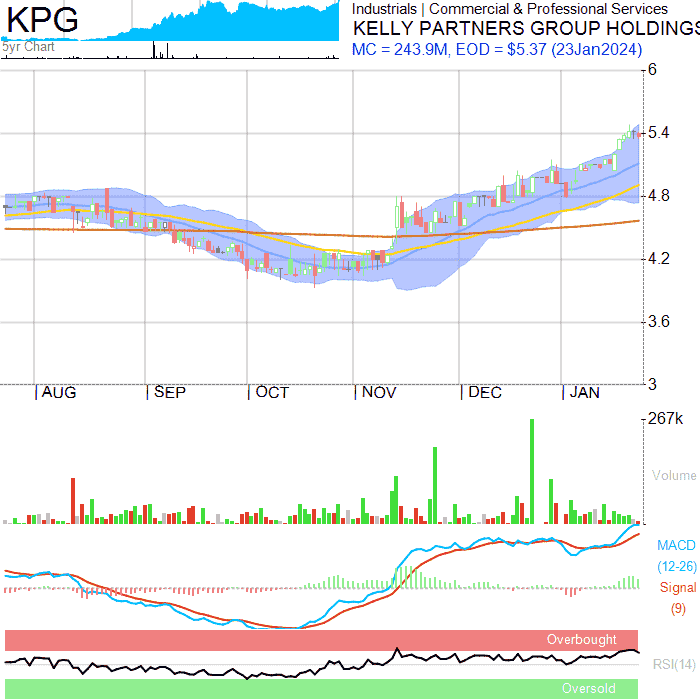 KPG
5yr Chart
Industrials | Commercial & Professional Services
KELLY PARTNERS GROUP HOLDINGS
MC = 243.9M, EOD = $5.37 (23Jan2024)
6
5.4
4.8
4.2
3.6
3
| AUG | SEP | OCT | NOV | DEC | JAN
267k
Volume
MACD
(12-26)
Signal
(9)
Overbought
RSI(14)
Oversold